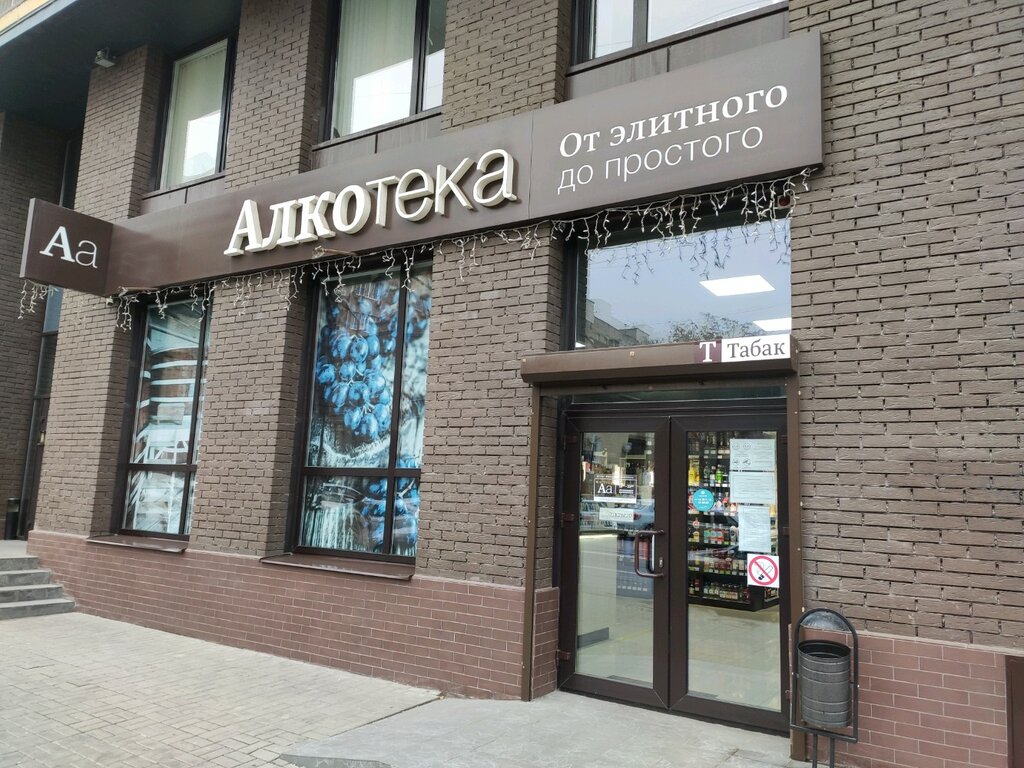 Аа
Алкотека
От элитного
до простого
Т Табак
Аа